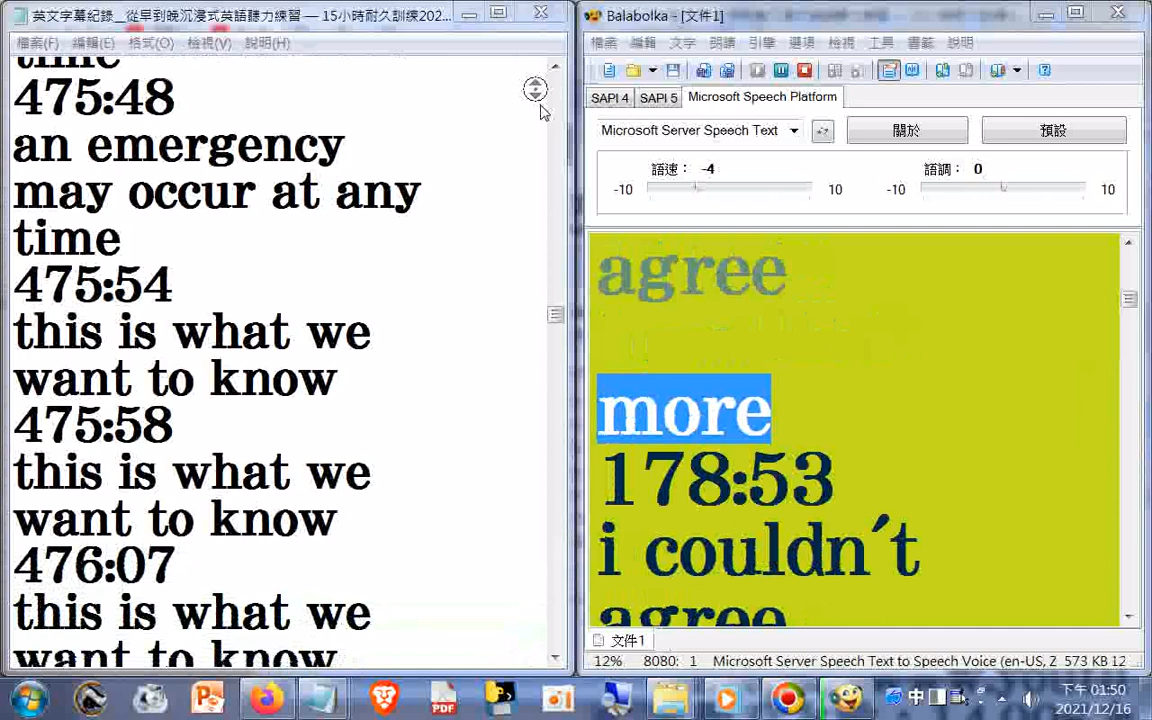 英文字幕紀錄__從早到晚沉浸式英語聽力練習 — 15小時耐久訓練202...
檔案(F) 編輯(E) 格式(O) 檢視(V) 說明(H)
time
475:48
an emergency
may occur at any
time
475:54
this is what we
want to know
475:58
this is what we
want to know
476:07
this is what we
want to know
Balabolka - [文件1]
檔案 編輯 文字 朗讀 引擎 選項 檢視 工具 書籤 說明
SAPI 4 SAPI 5 Microsoft Speech Platform
Microsoft Server Speech Text 關於 預設
語速： -4 語調： 0
-10 10 -10 10
agree
more
178:53
i couldn't
agree
文件1
12% 8080: 1 Microsoft Server Speech Text to Speech Voice (en-US, Z 573 KB 12
中
下午 01:50
2021/12/16